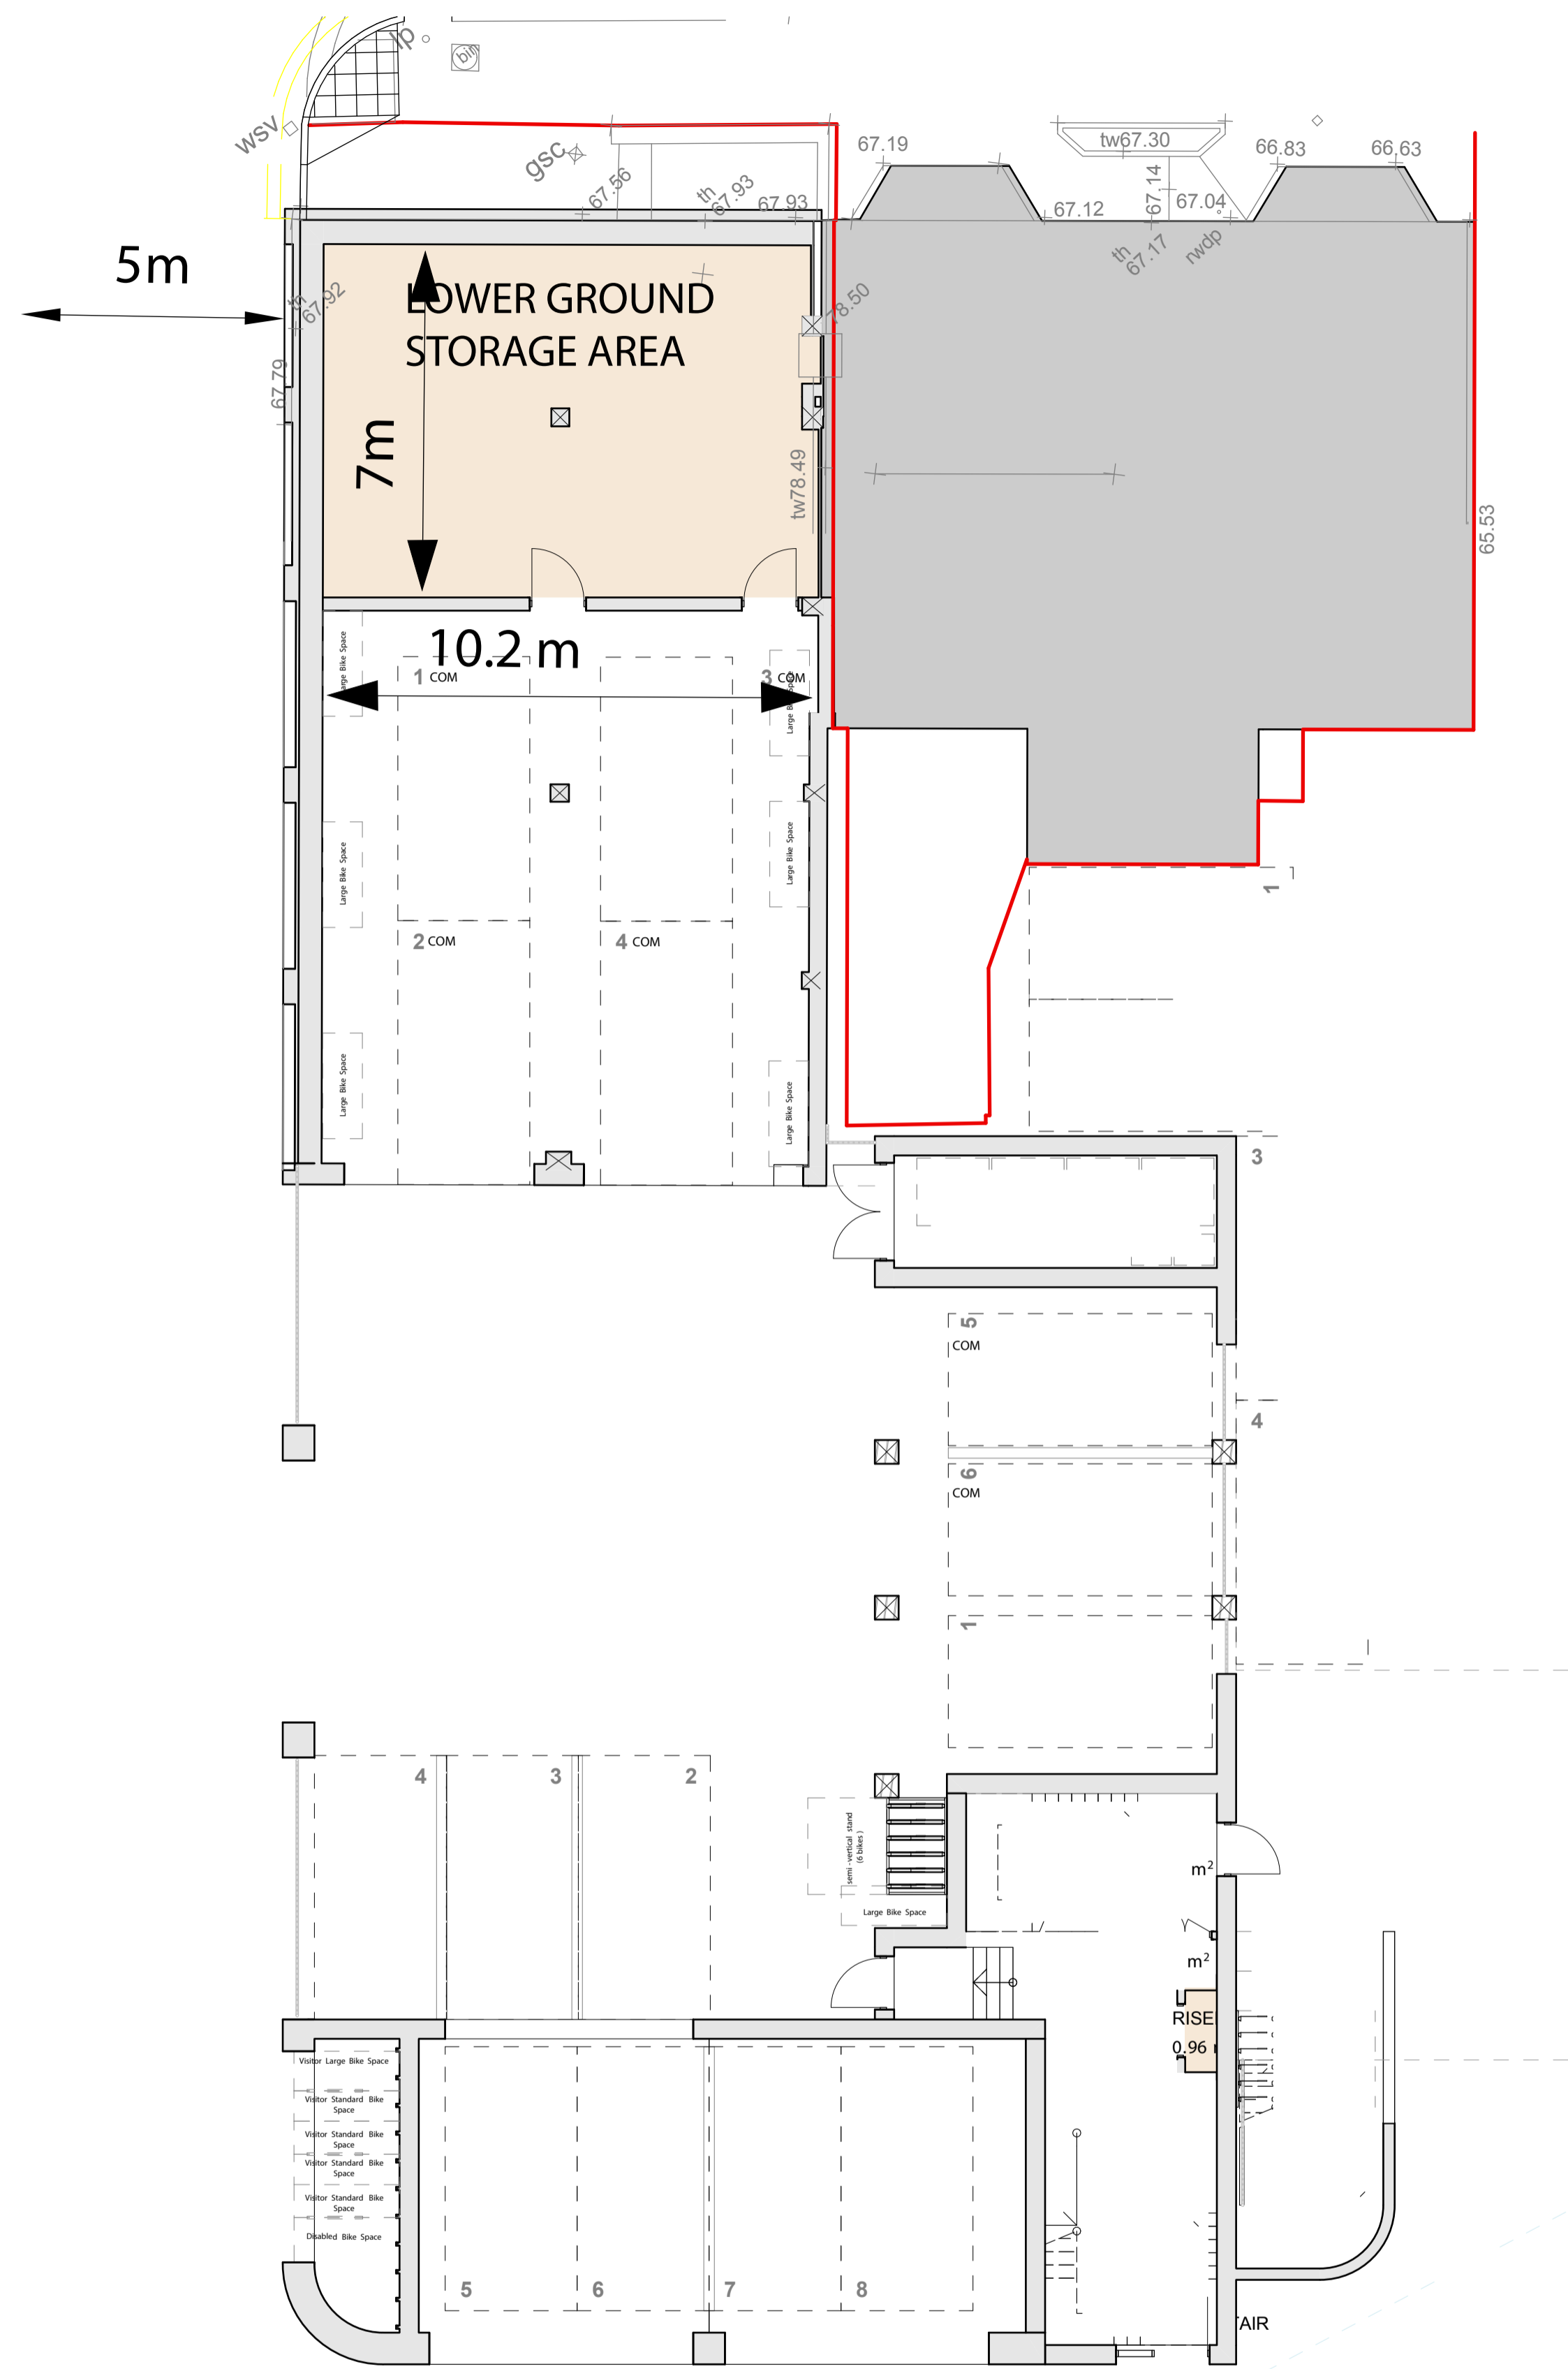 lp
bin
wsv
gsc
67.56
th
67.93
67.93
67.19
tw67.30
66.83
66.63
67.14
67.04
67.12
th
67.17
rwdp
5m
th
67.92
67.79
LOWER GROUND
STORAGE AREA
78.50
7m
tw78.49
65.53
10.2 m
Large Bike Space
1 COM
3 COM
Large Bike Space
Large Bike Space
Large Bike Space
1
2 COM
4 COM
Large Bike Space
Large Bike Space
3
5
COM
4
6
COM
1
4
3
2
semi-vertical stand
(6 bikes)
Large Bike Space
m²
m²
RISE
0.96
Visitor Large Bike Space
Visitor Standard Bike
Space
Visitor Standard Bike
Space
Visitor Standard Bike
Space
Visitor Standard Bike
Space
Disabled Bike Space
5
6
7
8
AIR